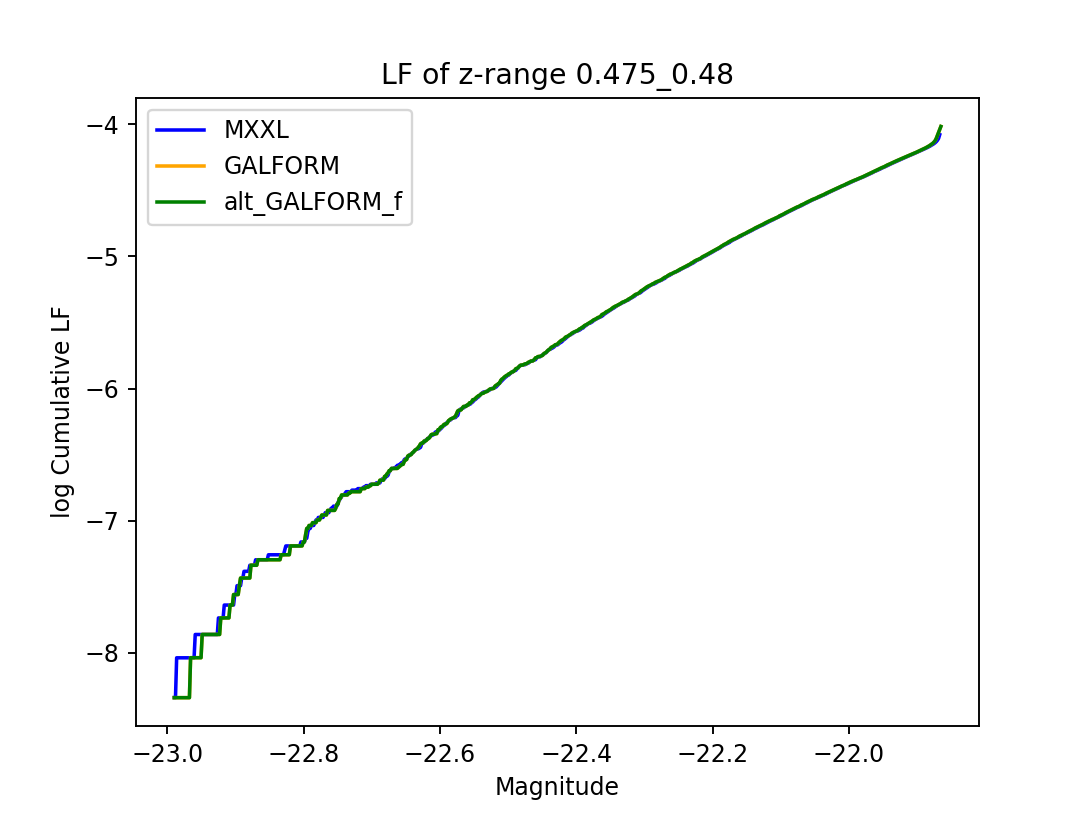 LF of z-range 0.475_0.48
MXXL
GALFORM
alt_GALFORM_f
−4
−5
−6
−7
−8
log Cumulative LF
−23.0
−22.8
−22.6
−22.4
−22.2
−22.0
Magnitude